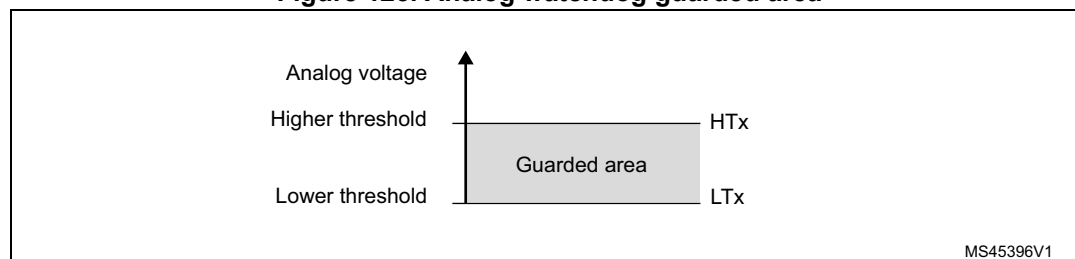 Analog voltage
Higher threshold
HTx
Guarded area
Lower threshold
LTx
MS45396V1